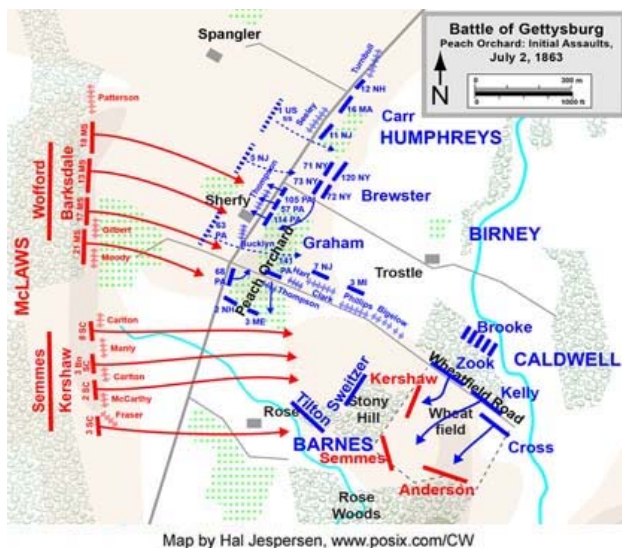 Battle of Gettysburg
Peach Orchard: Initial Assaults,
July 2, 1863
N
0
300 m
0
1000 ft
Spangler
Turnbull
12 NH
16 MA
Carr
HUMPHREYS
11 NJ
Seeley
1 US
SS
Patterson
18 MS
5 NJ
71 NY
120 NY
73 NY
72 NY
Brewster
Thompson
105 PA
57 PA
114 PA
Sherfy
63
PA
Wofford
Barksdale
13 MS
17 MS
Gilbert
21 MS
Moody
McLAWS
BIRNEY
Bucklyn
Graham
Trostle
68
PA
Peach Orchard
141
PA
Hart
7 NJ
Clark
Thompson
3 MI
Phillips
Bigelow
2 NH
3 ME
Carlton
8 SC
Manly
3 Bn
SC
Carlton
2 SC
McCarthy
Fraser
3 SC
Semmes
Kershaw
Brooke
Zook
CALDWELL
Wheatfield Road
Kelly
Kershaw
Sweitzer
Tilton
Stony
Hill
Wheat
field
Rose
BARNES
Cross
Semmes
Anderson
Rose
Woods
Map by Hal Jespersen, www.posix.com/CW